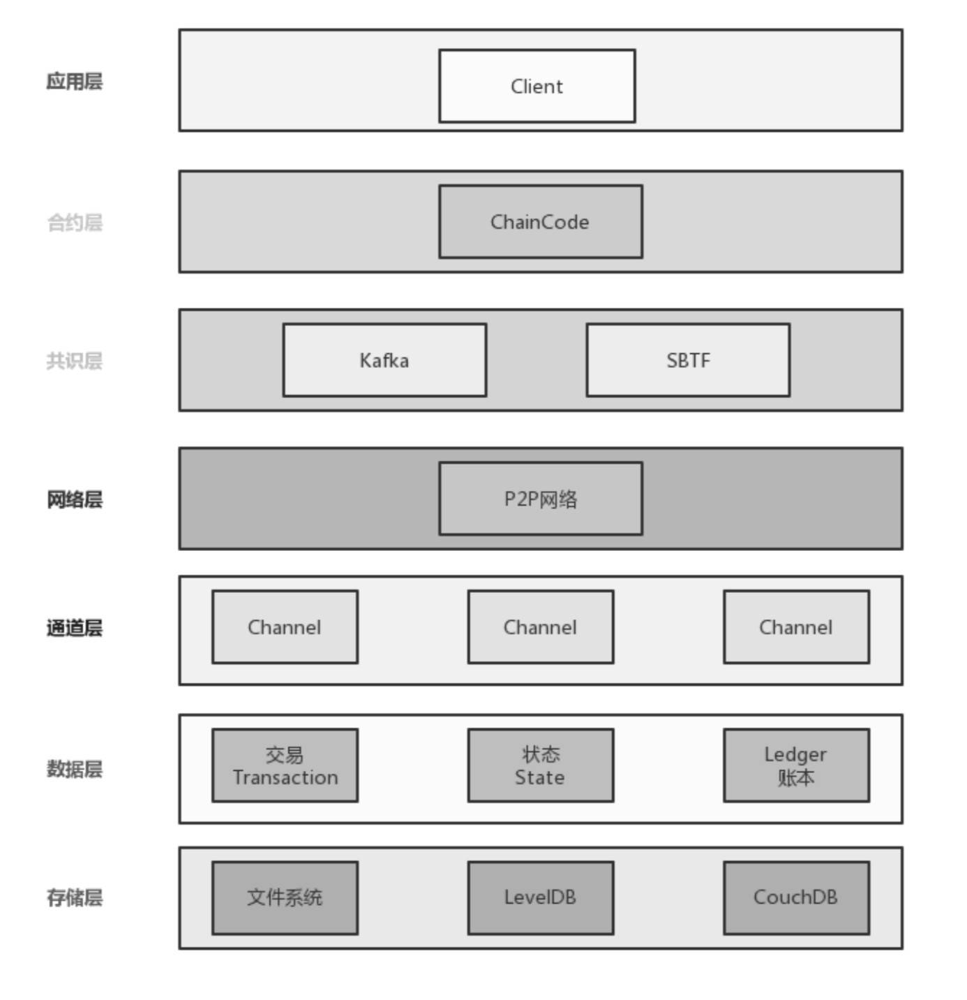 应用层
Client
合约层
ChainCode
共识层
Kafka
SBTF
网络层
P2P网络
通道层
Channel
Channel
Channel
数据层
交易
Transaction
状态
State
Ledger
账本
存储层
文件系统
LevelDB
CouchDB